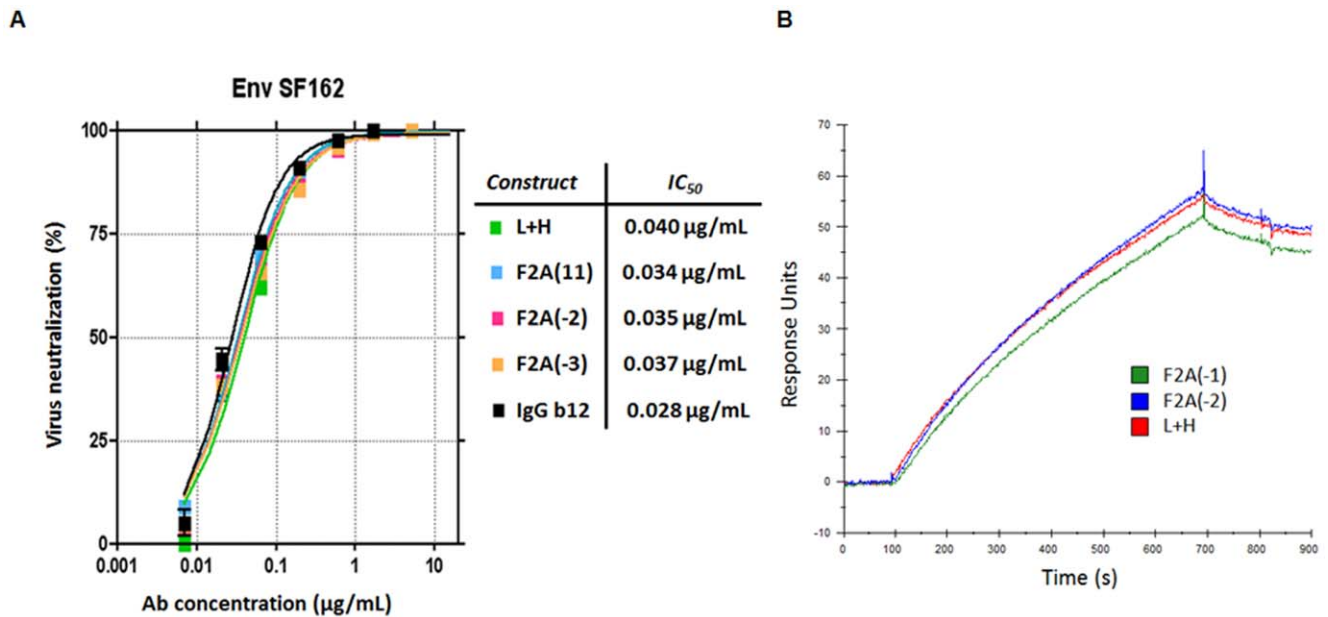 A
B
Env SF162
Virus neutralization (%)
100
75
50
25
0
0.001 0.01 0.1 1 10
Ab concentration (µg/mL)
Construct IC50
L+H 0.040 µg/mL
F2A(11) 0.034 µg/mL
F2A(-2) 0.035 µg/mL
F2A(-3) 0.037 µg/mL
IgG b12 0.028 µg/mL
Response Units
70
60
50
40
30
20
10
0
-10
0 100 200 300 400 500 600 700 800 900
Time (s)
F2A(-1)
F2A(-2)
L+H